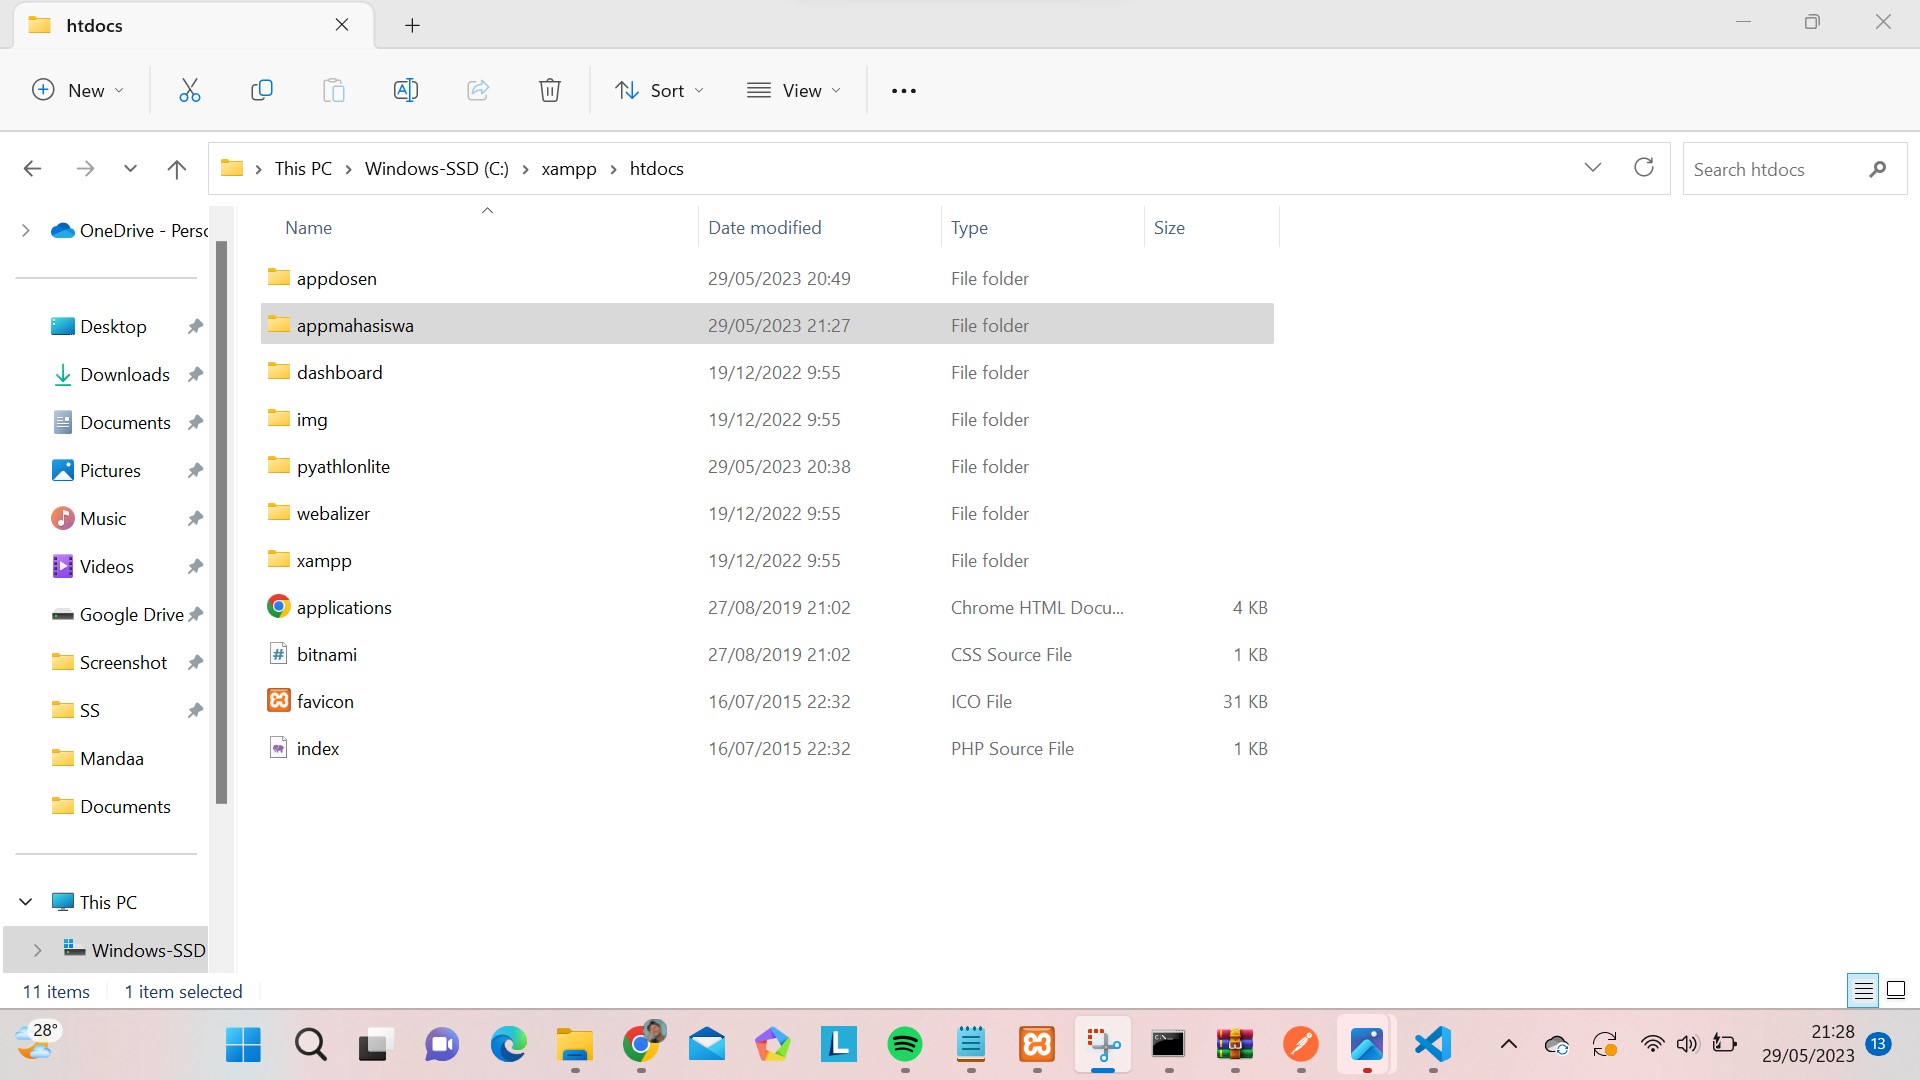 htdocs
New
Sort
View
This PC
Windows-SSD (C:)
xampp
htdocs
Search htdocs
OneDrive - Perso
Desktop
Downloads
Documents
Pictures
Music
Videos
Google Drive
Screenshot
SS
Mandaa
Documents
This PC
Windows-SSD
Name Date modified Type Size
appdosen 29/05/2023 20:49 File folder
appmahasiswa 29/05/2023 21:27 File folder
dashboard 19/12/2022 9:55 File folder
img 19/12/2022 9:55 File folder
pyathlonlite 29/05/2023 20:38 File folder
webalizer 19/12/2022 9:55 File folder
xampp 19/12/2022 9:55 File folder
applications 27/08/2019 21:02 Chrome HTML Docu... 4 KB
bitnami 27/08/2019 21:02 CSS Source File 1 KB
favicon 16/07/2015 22:32 ICO File 31 KB
index 16/07/2015 22:32 PHP Source File 1 KB
11 items 1 item selected
28°
L
21:28
29/05/2023
13